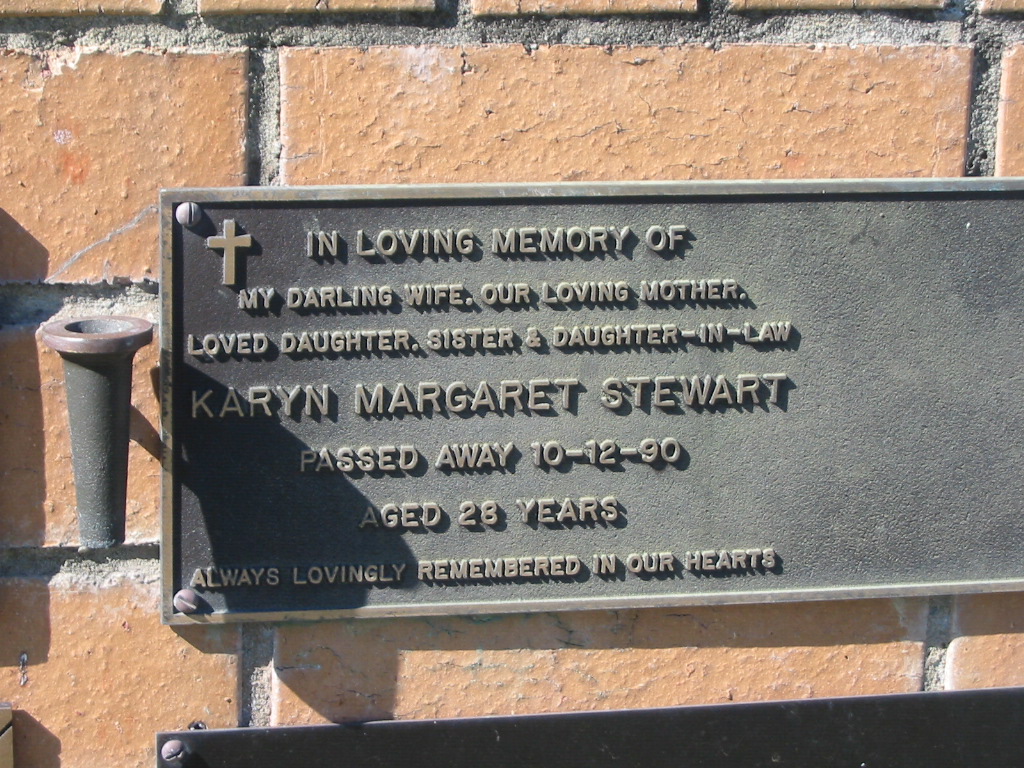 IN LOVING MEMORY OF
MY DARLING WIFE. OUR LOVING MOTHER.
LOVED DAUGHTER. SISTER & DAUGHTER-IN-LAW
KARYN MARGARET STEWART
PASSED AWAY 10-12-90
AGED 28 YEARS
ALWAYS LOVINGLY REMEMBERED IN OUR HEARTS